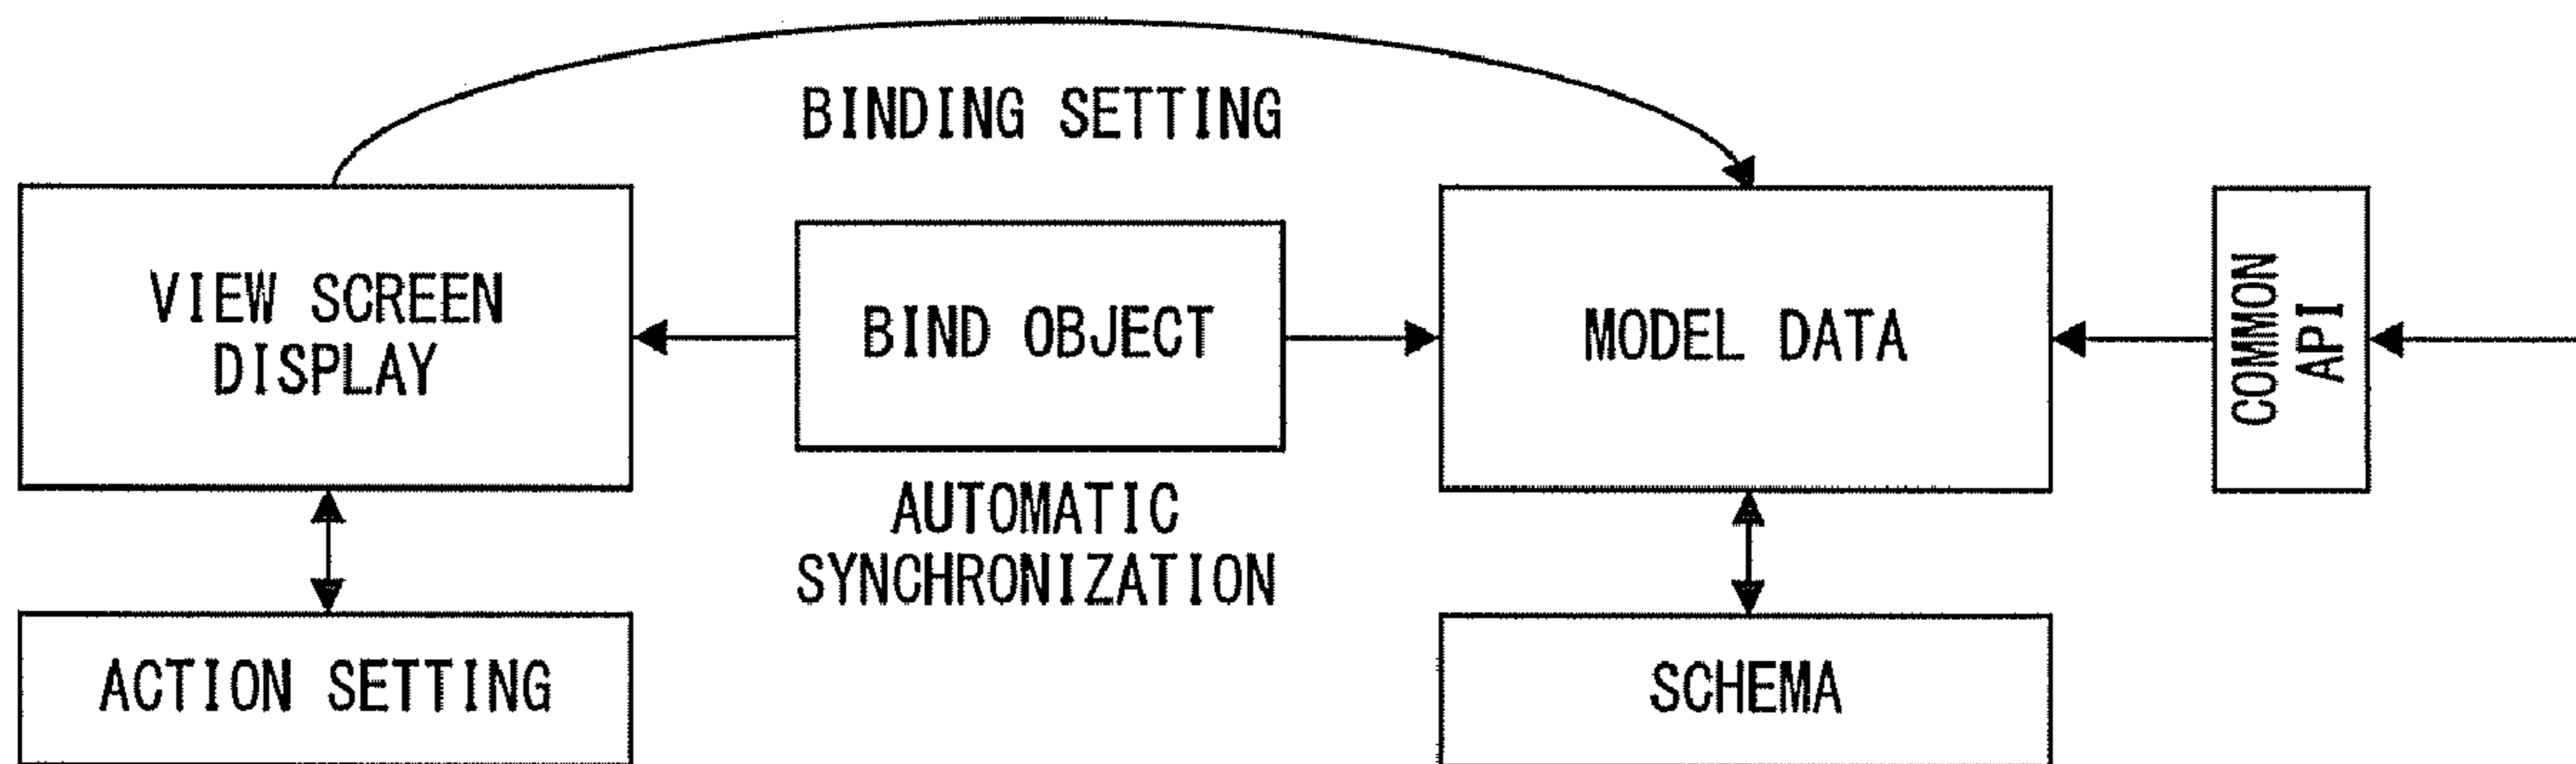 BINDING SETTING
VIEW SCREEN
DISPLAY
BIND OBJECT
MODEL DATA
COMMON
API
AUTOMATIC
SYNCHRONIZATION
ACTION SETTING
SCHEMA